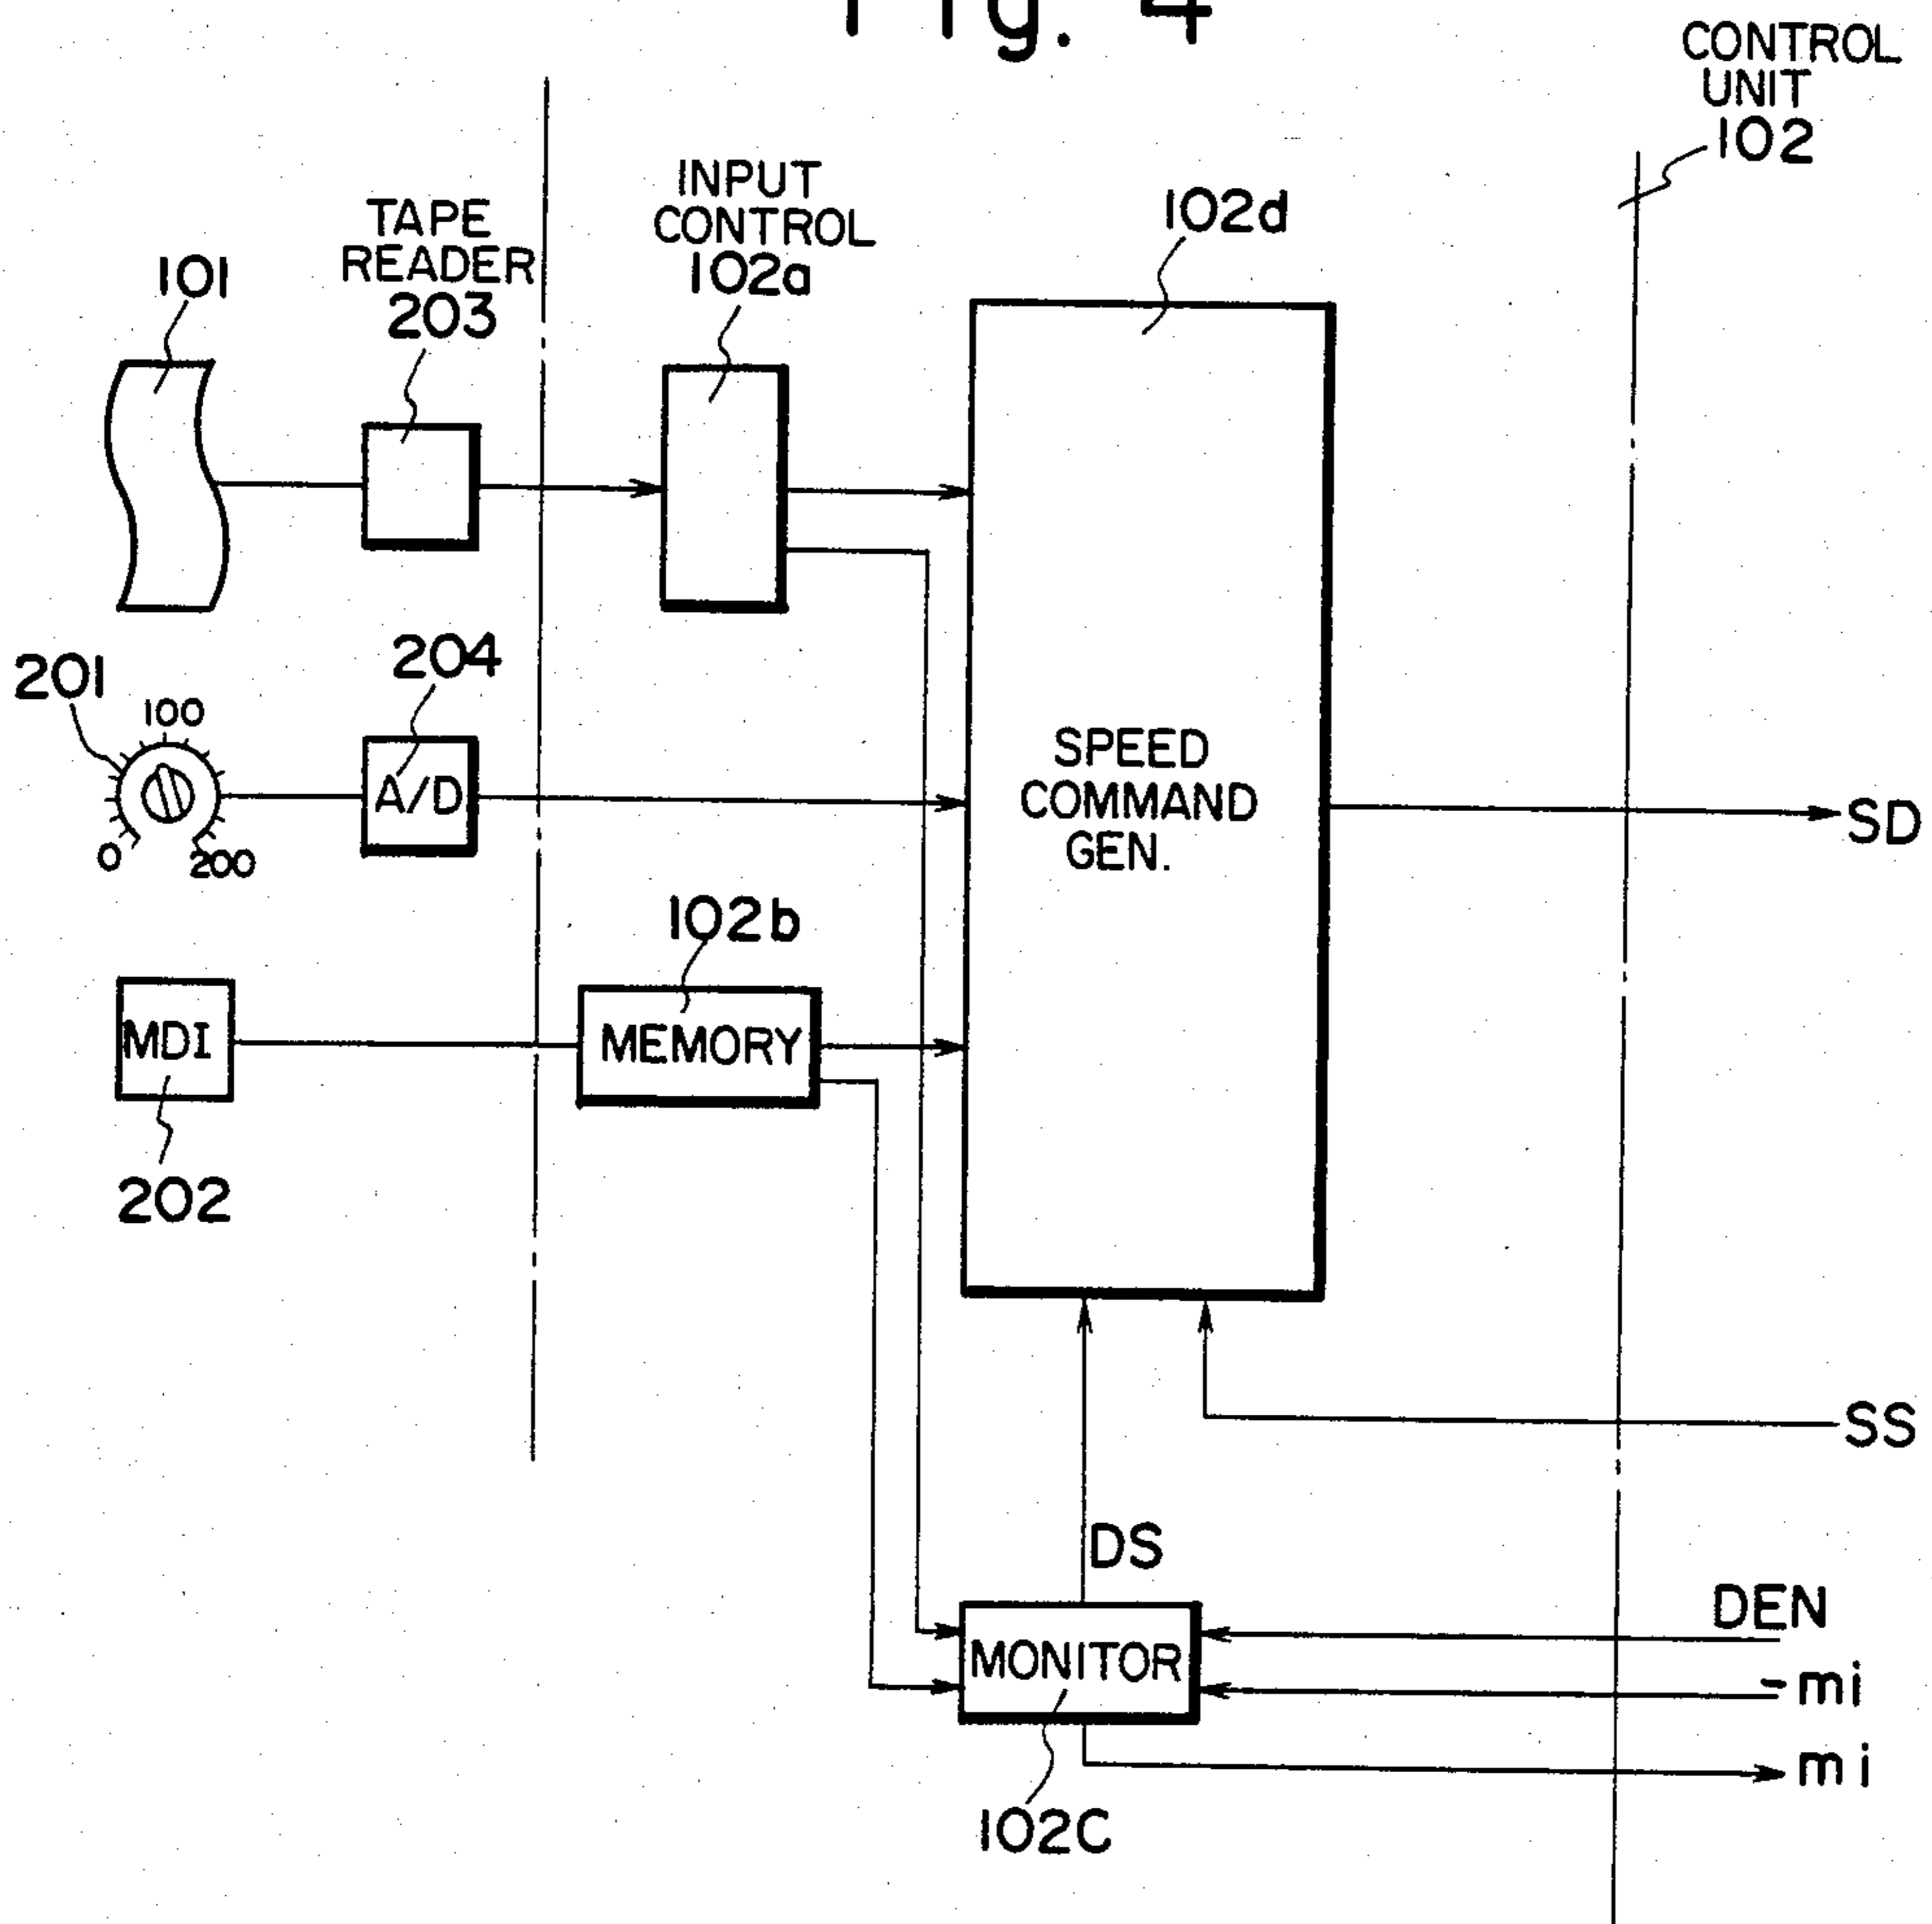 Fig. 4
CONTROL
UNIT
102
INPUT
CONTROL
102a
102d
TAPE
READER
203
101
204
201
100
A/D
0
200
SPEED
COMMAND
GEN.
SD
102b
MDI
MEMORY
202
SS
DS
DEN
MONITOR
-mi
mi
102C